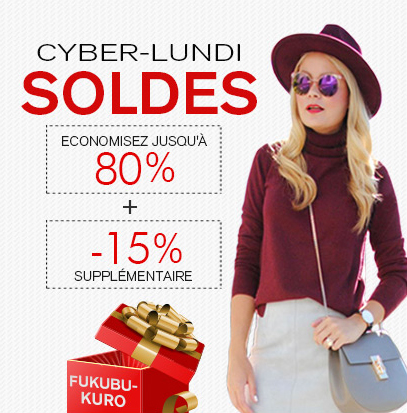 CYBER-LUNDI
SOLDES
ECONOMISEZ JUSQU'À
80%
+
-15%
SUPPLÉMENTAIRE
FUKUBU-
KURO